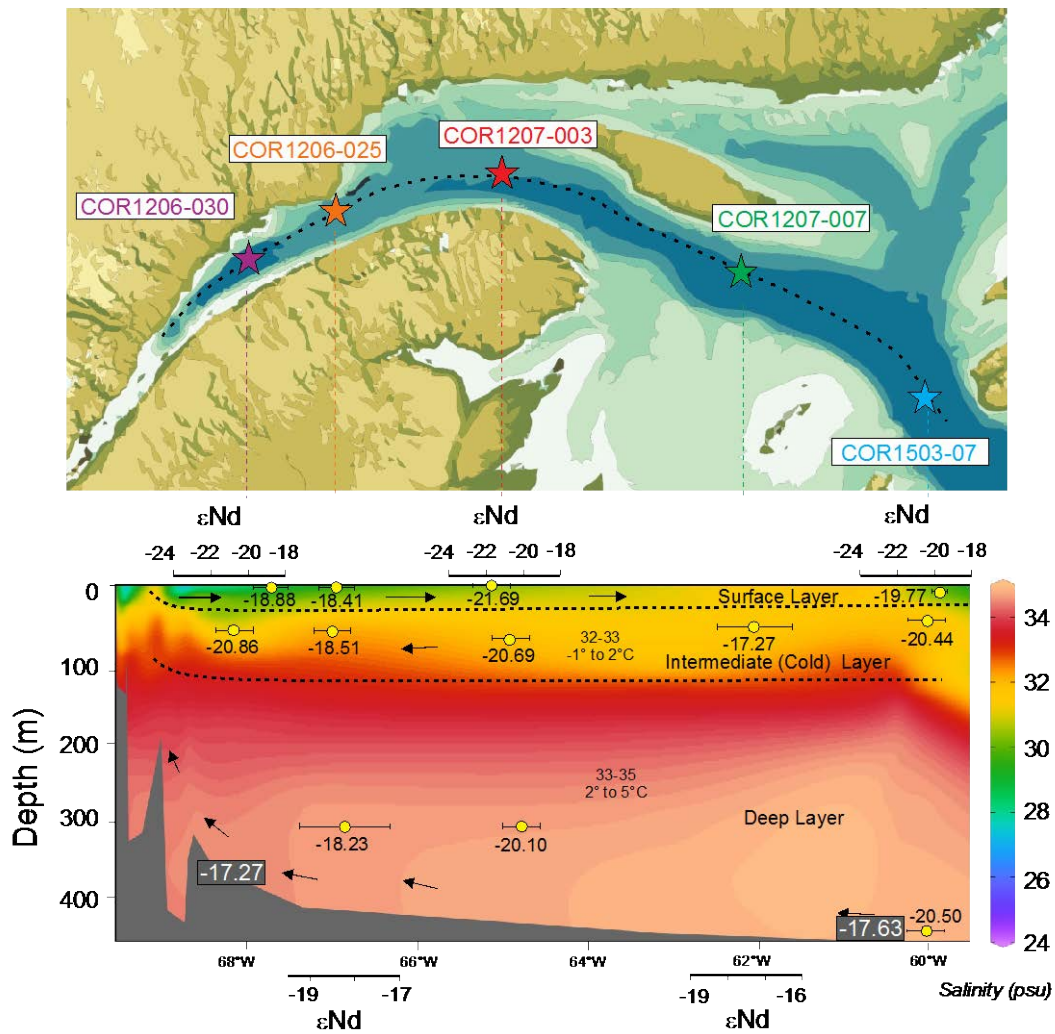 COR1207-003
COR1206-025
COR1206-030
COR1207-007
COR1503-07
εNd εNd εNd
-24 -22 -20 -18 -24 -22 -20 -18 -24 -22 -20 -18
0
100
200
300
400
Depth (m)
-18.88 -18.41 -21.69 Surface Layer -19.77
-20.86 -18.51 -20.69 32-33 -17.27 -20.44
-1° to 2°C
Intermediate (Cold) Layer
33-35
2° to 5°C
Deep Layer
-18.23 -20.10
-17.27
-20.50
-17.63
34
32
30
28
26
24
68°W 66°W 64°W 62°W 60°W
Salinity (psu)
-19 -17 -19 -16
εNd εNd